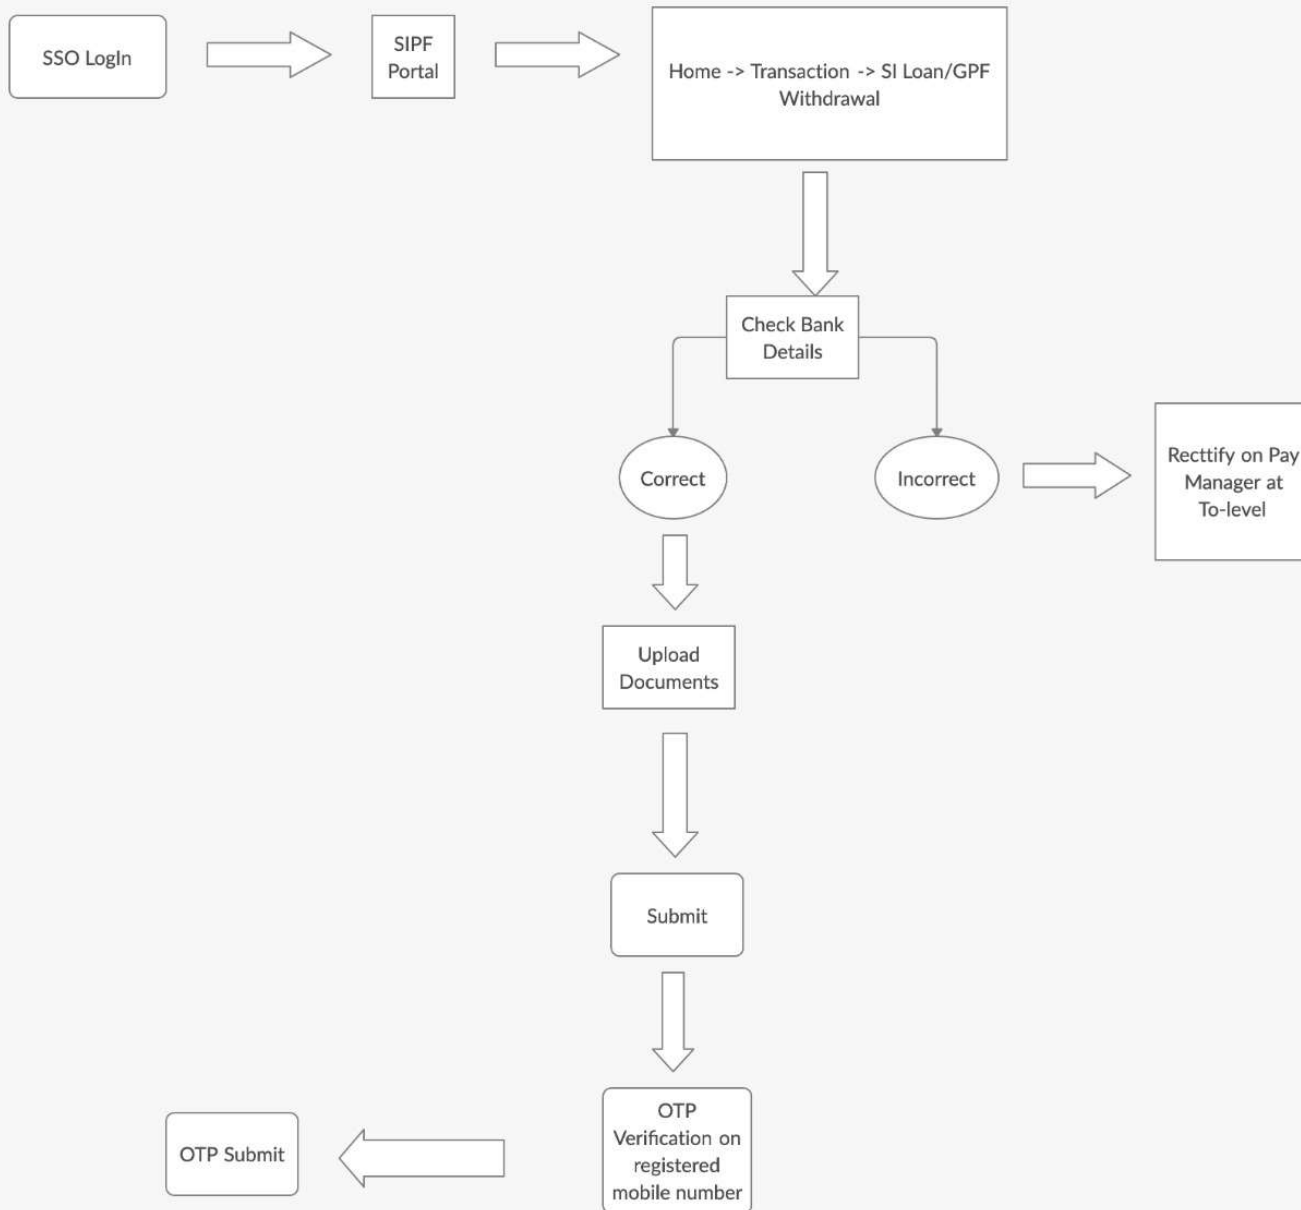 SSO LogIn
SIPF
Portal
Home -> Transaction -> SI Loan/GPF
Withdrawal
Check Bank
Details
Correct
Incorrect
Recttify on Pay
Manager at
To-level
Upload
Documents
Submit
OTP
Verification on
registered
mobile number
OTP Submit